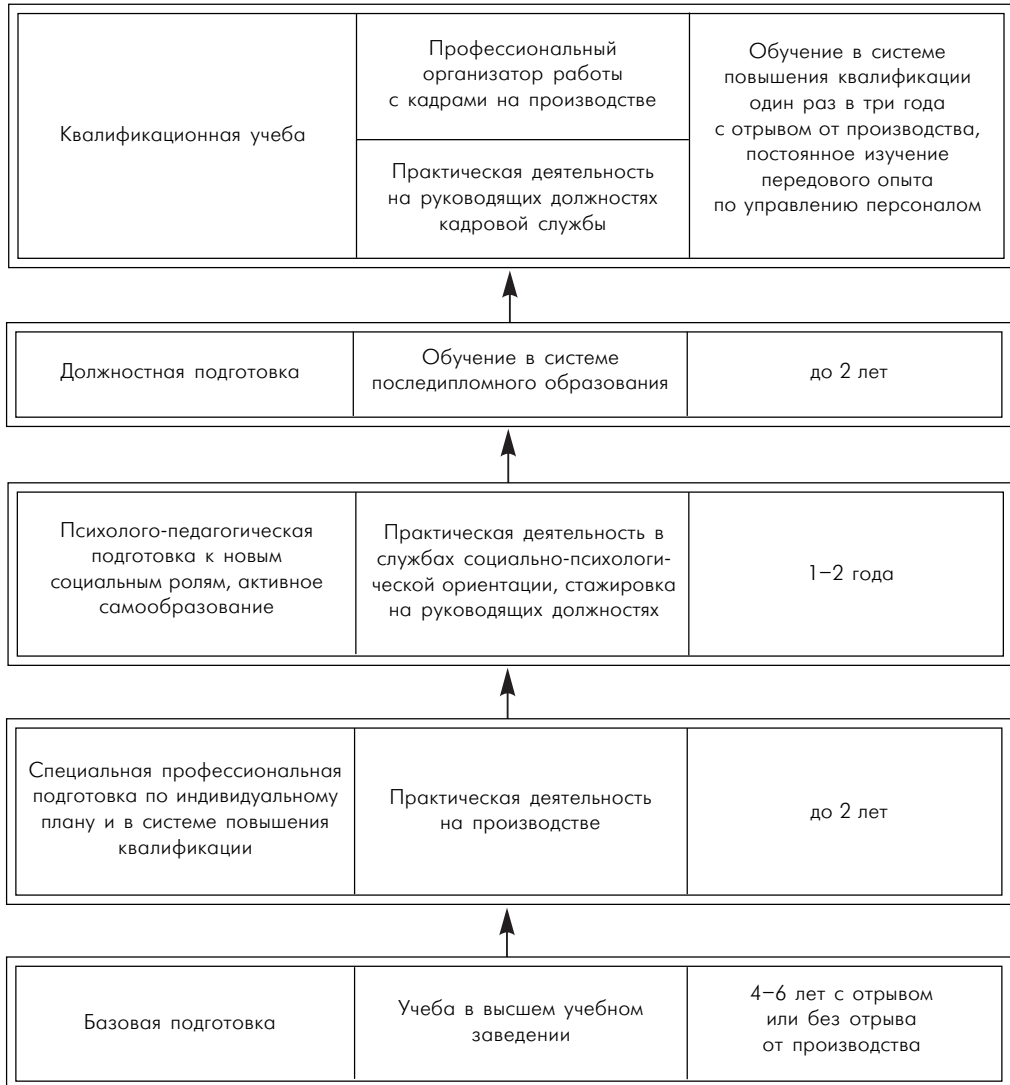 Квалификационная учеба
Профессиональный
организатор работы
с кадрами на производстве
Практическая деятельность
на руководящих должностях
кадровой службы
Обучение в системе
повышения квалификации
один раз в три года
с отрывом от производства,
постоянное изучение
передового опыта
по управлению персоналом
Должностная подготовка
Обучение в системе
последипломного образования
до 2 лет
Психолого-педагогическая
подготовка к новым
социальным ролям, активное
самообразование
Практическая деятельность в
службах социально-психологи-
ческой ориентации, стажировка
на руководящих должностях
1–2 года
Специальная профессиональная
подготовка по индивидуальному
плану и в системе повышения
квалификации
Практическая деятельность
на производстве
до 2 лет
Базовая подготовка
Учеба в высшем учебном
заведении
4–6 лет с отрывом
или без отрыва
от производства